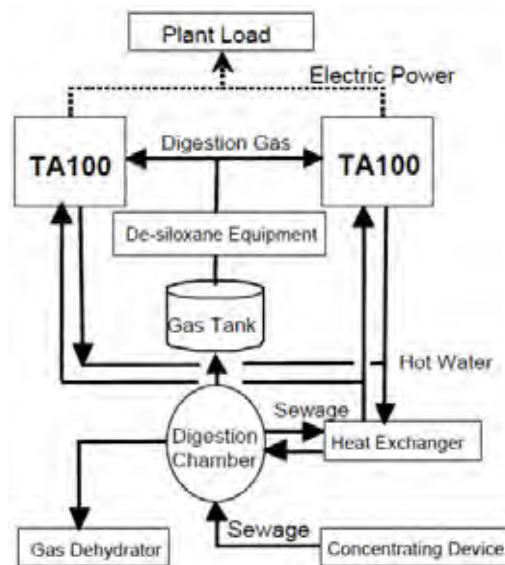 Plant Load
Electric Power
Digestion Gas
TA100
TA100
De-siloxane Equipment
Gas Tank
Hot Water
Sewage
Digestion
Chamber
Heat Exchanger
Sewage
Gas Dehydrator
Concentrating Device